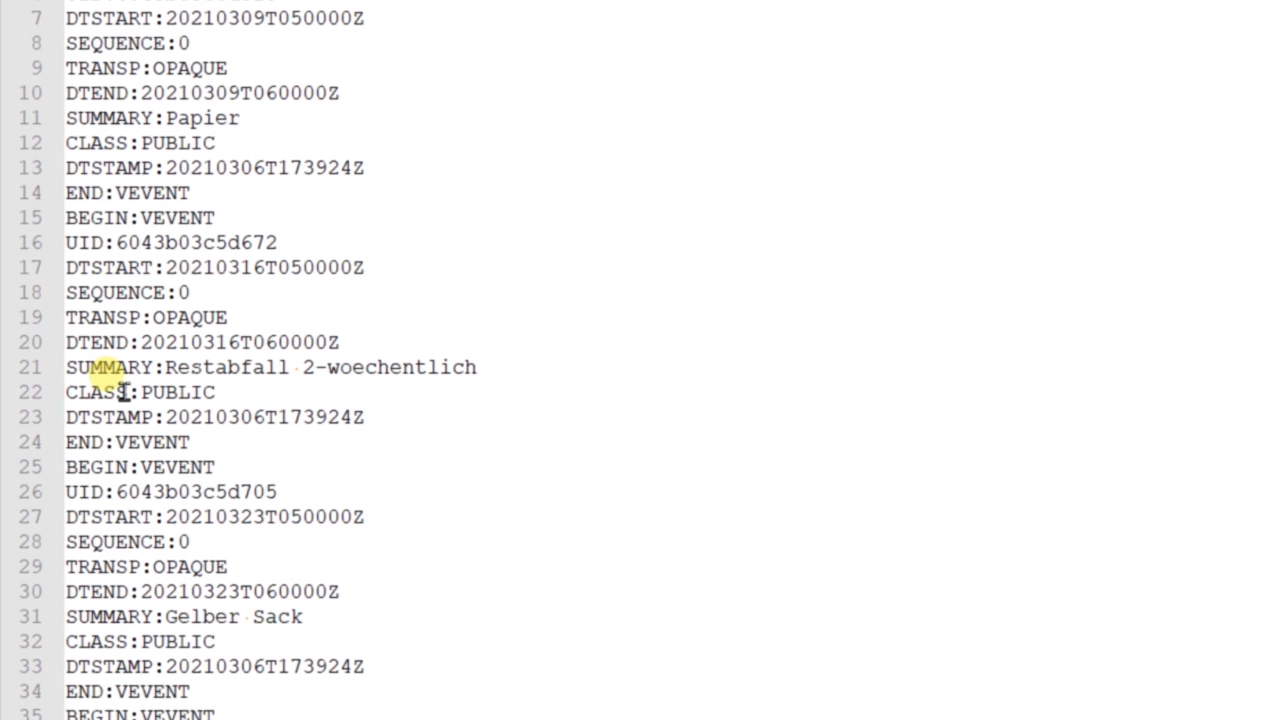 7 DTSTART:20210309T050000Z
8 SEQUENCE:0
9 TRANSP:OPAQUE
10 DTEND:20210309T060000Z
11 SUMMARY:Papier
12 CLASS:PUBLIC
13 DTSTAMP:20210306T173924Z
14 END:VEVENT
15 BEGIN:VEVENT
16 UID:6043b03c5d672
17 DTSTART:20210316T050000Z
18 SEQUENCE:0
19 TRANSP:OPAQUE
20 DTEND:20210316T060000Z
21 SUMMARY:Restabfall 2-woechentlich
22 CLASS:PUBLIC
23 DTSTAMP:20210306T173924Z
24 END:VEVENT
25 BEGIN:VEVENT
26 UID:6043b03c5d705
27 DTSTART:20210323T050000Z
28 SEQUENCE:0
29 TRANSP:OPAQUE
30 DTEND:20210323T060000Z
31 SUMMARY:Gelber Sack
32 CLASS:PUBLIC
33 DTSTAMP:20210306T173924Z
34 END:VEVENT
35 BEGIN:VEVENT